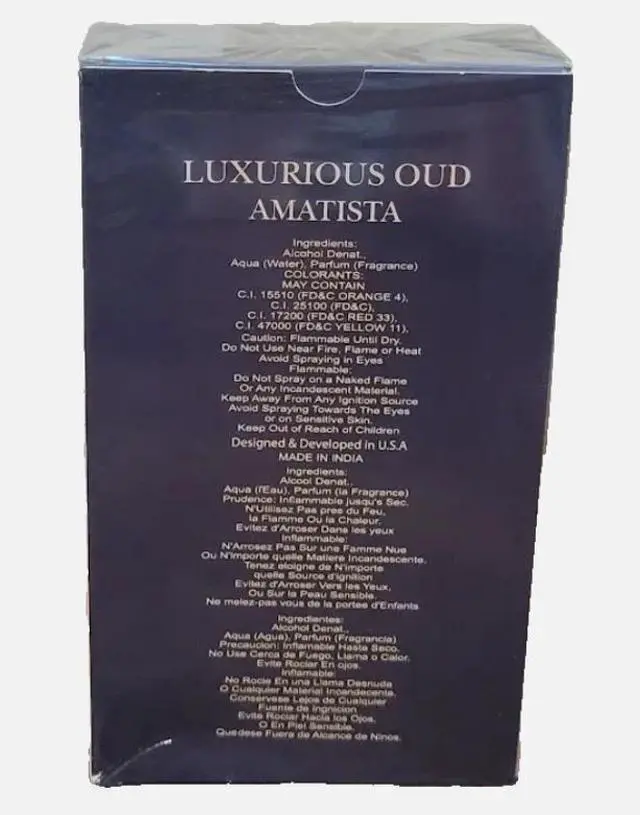 LUXURIOUS OUD
AMATISTA
Ingredients:
Alcohol Denat.,
Aqua (Water), Parfum (Fragrance)
COLORANTS:
MAY CONTAIN
C.I. 15510 (FD&C ORANGE 4),
C.I. 25100 (FD&C),
C.I. 17200 (FD&C RED 33),
C.I. 47000 (FD&C YELLOW 11),
Caution: Flammable Until Dry.
Do Not Use Near Fire, Flame or Heat
Avoid Spraying in Eyes
Flammable:
Do Not Spray on a Naked Flame
Or Any Incandescent Material.
Keep Away From Any Ignition Source
Avoid Spraying Towards The Eyes
or on Sensitive Skin.
Keep Out of Reach of Children
Designed & Developed in U.S.A
MADE IN INDIA
Ingredients:
Alcool Denat.,
Aqua (l'Eau), Parfum (la Fragrance)
Prudence: Inflammable jusqu's Sec.
N'Utilisez Pas pres du Feu,
la Flamme Ou la Chaleur.
Evitez d'Arroser Dans les yeux
Inflammable:
N'Arrosez Pas Sur une Famme Nue
Ou N'Importe quelle Matiere Incandescente.
Tenez eloigne de N'importe
quelle Source d'ignition
Evitez d'Arroser Vers les Yeux,
Ou Sur la Peau Sensible.
Ne melez-pas vous de la portee d'Enfants
Ingredientes:
Alcohol Denat.,
Aqua (Agua), Parfum (Fragrancia)
Precaucion: Inflamable Hasta Seco.
No Use Cerca de Fuego, Llama o Calor.
Evite Rociar En ojos.
Inflamable:
No Rocie En una Llama Desnuda
O Cualquier Material Incandecente.
Conservese Lejos de Cualquier
Fuente de Ingnicion
Evite Rociar Hacia los Ojos,
O En Piel Sensible.
Quedese Fuera de Alcance de Ninos.